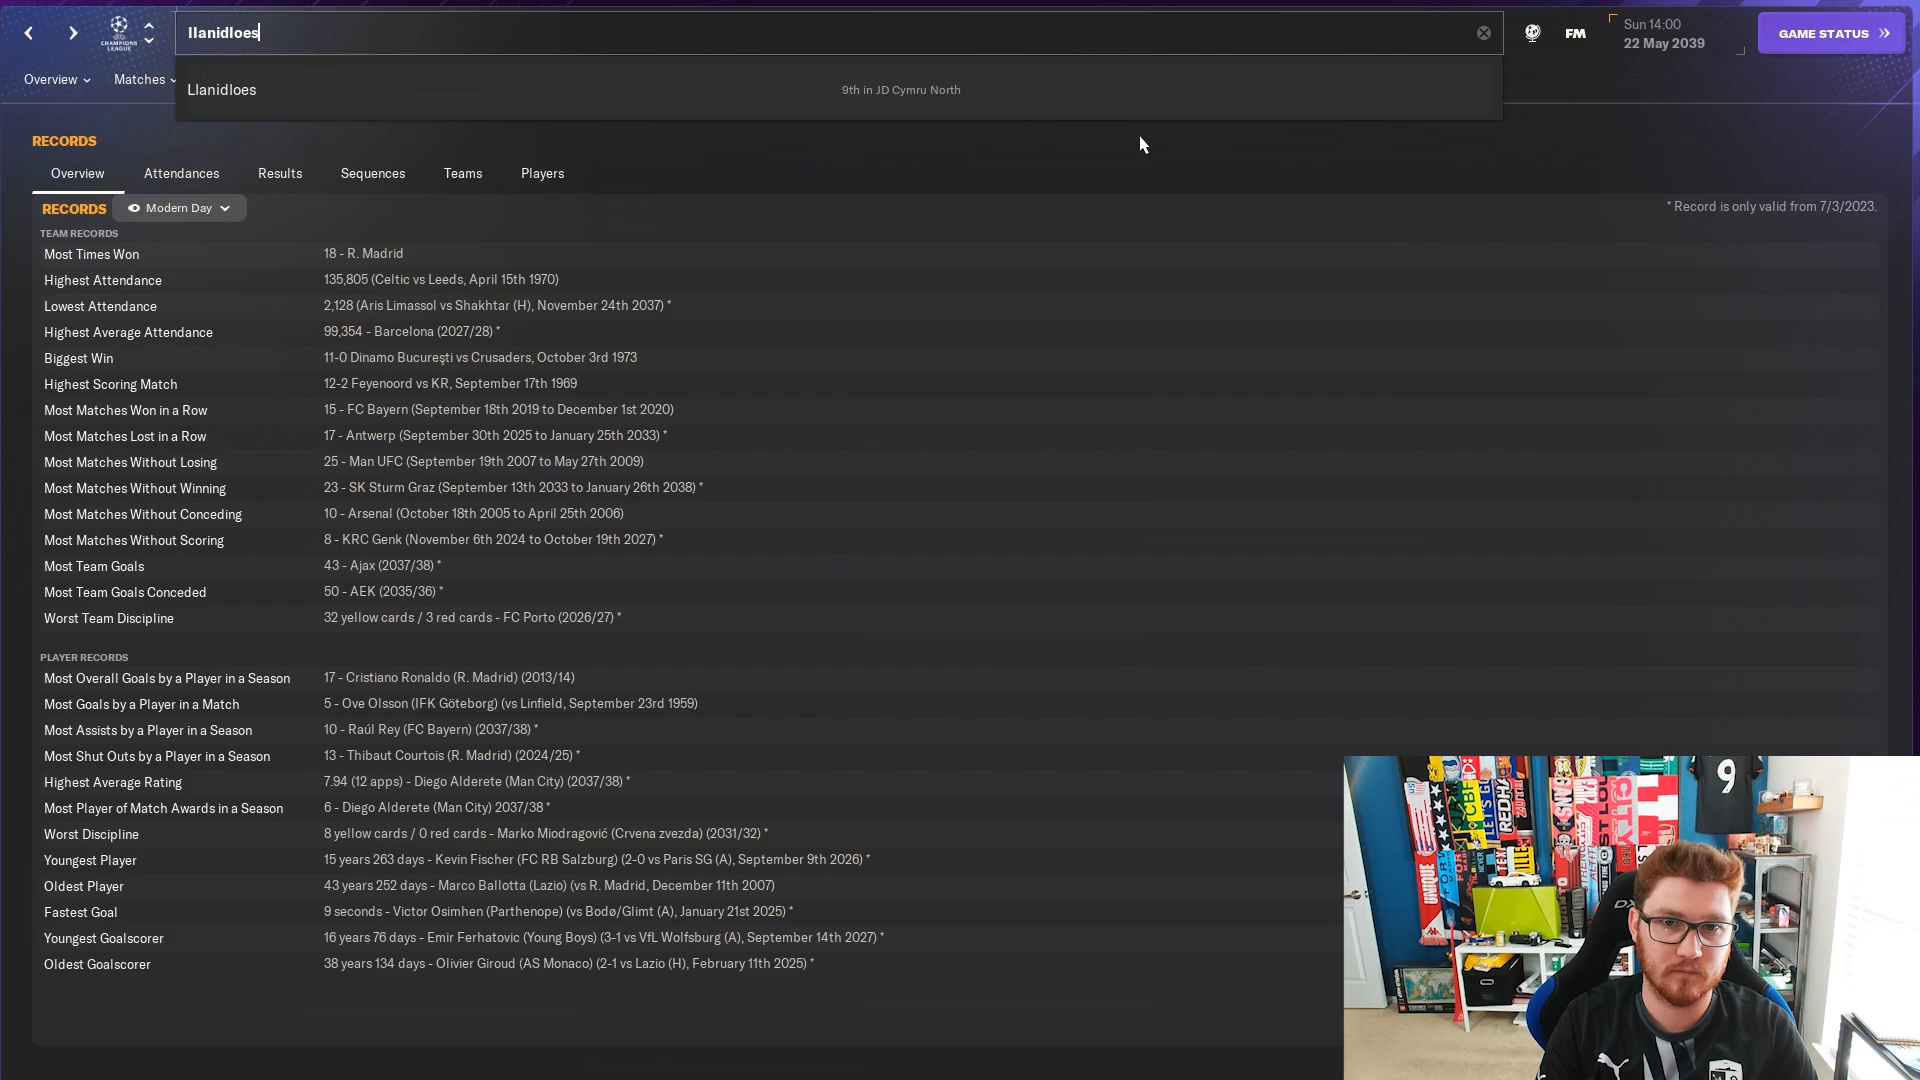 CHAMPIONS LEAGUE
llanidloes
FM
Sun 14:00
22 May 2039
GAME STATUS
Overview
Matches
Llanidloes 9th in JD Cymru North
RECORDS
Overview Attendances Results Sequences Teams Players
RECORDS Modern Day * Record is only valid from 7/3/2023.
TEAM RECORDS
Most Times Won 18 - R. Madrid
Highest Attendance 135,805 (Celtic vs Leeds, April 15th 1970)
Lowest Attendance 2,128 (Aris Limassol vs Shakhtar (H), November 24th 2037) *
Highest Average Attendance 99,354 - Barcelona (2027/28) *
Biggest Win 11-0 Dinamo Bucureşti vs Crusaders, October 3rd 1973
Highest Scoring Match 12-2 Feyenoord vs KR, September 17th 1969
Most Matches Won in a Row 15 - FC Bayern (September 18th 2019 to December 1st 2020)
Most Matches Lost in a Row 17 - Antwerp (September 30th 2025 to January 25th 2033) *
Most Matches Without Losing 25 - Man UFC (September 19th 2007 to May 27th 2009)
Most Matches Without Winning 23 - SK Sturm Graz (September 13th 2033 to January 26th 2038) *
Most Matches Without Conceding 10 - Arsenal (October 18th 2005 to April 25th 2006)
Most Matches Without Scoring 8 - KRC Genk (November 6th 2024 to October 19th 2027) *
Most Team Goals 43 - Ajax (2037/38) *
Most Team Goals Conceded 50 - AEK (2035/36) *
Worst Team Discipline 32 yellow cards / 3 red cards - FC Porto (2026/27) *
PLAYER RECORDS
Most Overall Goals by a Player in a Season 17 - Cristiano Ronaldo (R. Madrid) (2013/14)
Most Goals by a Player in a Match 5 - Ove Olsson (IFK Göteborg) (vs Linfield, September 23rd 1959)
Most Assists by a Player in a Season 10 - Raúl Rey (FC Bayern) (2037/38) *
Most Shut Outs by a Player in a Season 13 - Thibaut Courtois (R. Madrid) (2024/25) *
Highest Average Rating 7.94 (12 apps) - Diego Alderete (Man City) (2037/38) *
Most Player of Match Awards in a Season 6 - Diego Alderete (Man City) 2037/38 *
Worst Discipline 8 yellow cards / 0 red cards - Marko Miodragović (Crvena zvezda) (2031/32) *
Youngest Player 15 years 263 days - Kevin Fischer (FC RB Salzburg) (2-0 vs Paris SG (A), September 9th 2026) *
Oldest Player 43 years 252 days - Marco Ballotta (Lazio) (vs R. Madrid, December 11th 2007)
Fastest Goal 9 seconds - Victor Osimhen (Parthenope) (vs Bodø/Glimt (A), January 21st 2025) *
Youngest Goalscorer 16 years 76 days - Emir Ferhatovic (Young Boys) (3-1 vs VfL Wolfsburg (A), September 14th 2027) *
Oldest Goalscorer 38 years 134 days - Olivier Giroud (AS Monaco) (2-1 vs Lazio (H), February 11th 2025) *
9
CBF
CITY
UNIQUE